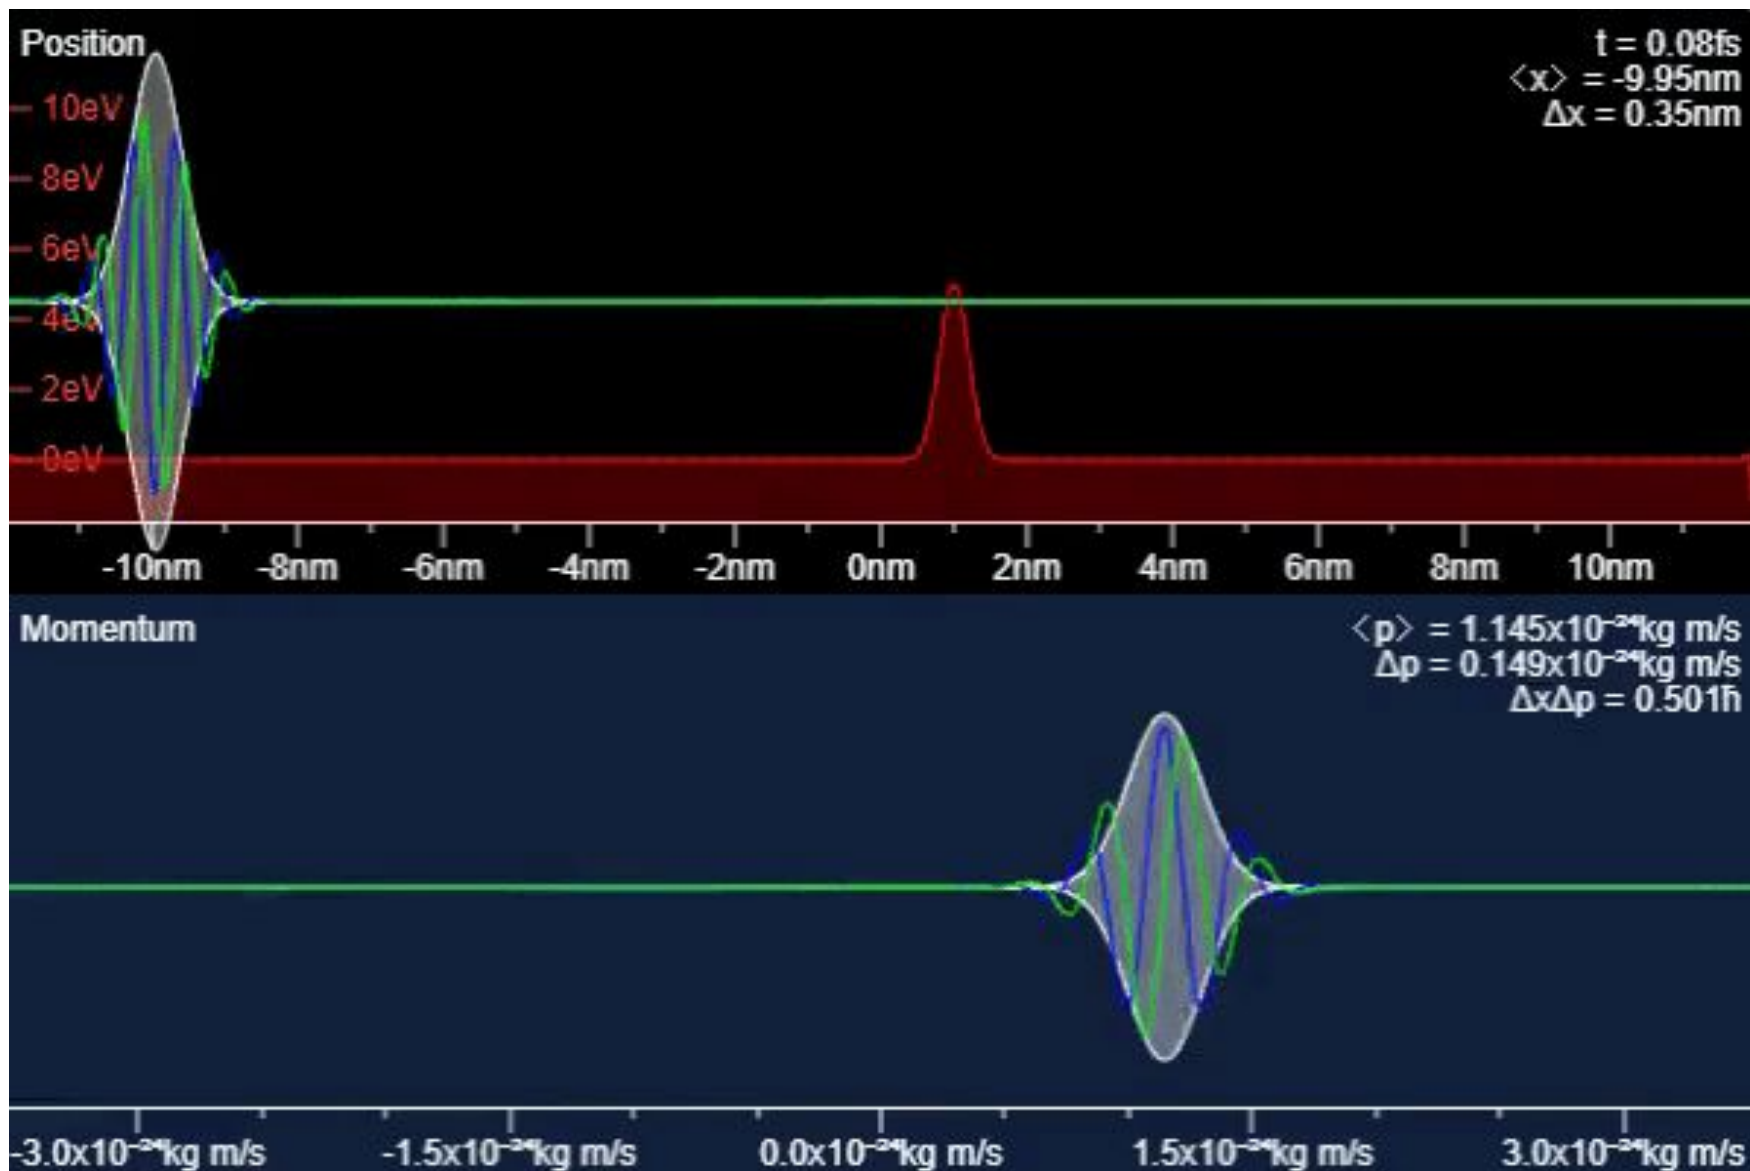 Position
t = 0.08fs
〈x〉 = -9.95nm
Δx = 0.35nm
10eV
8eV
6eV
4eV
2eV
0eV
-10nm -8nm -6nm -4nm -2nm 0nm 2nm 4nm 6nm 8nm 10nm
Momentum
〈p〉 = 1.145x10⁻²⁴kg m/s
Δp = 0.149x10⁻²⁴kg m/s
ΔxΔp = 0.501ħ
-3.0x10⁻²⁴kg m/s -1.5x10⁻²⁴kg m/s 0.0x10⁻²⁴kg m/s 1.5x10⁻²⁴kg m/s 3.0x10⁻²⁴kg m/s